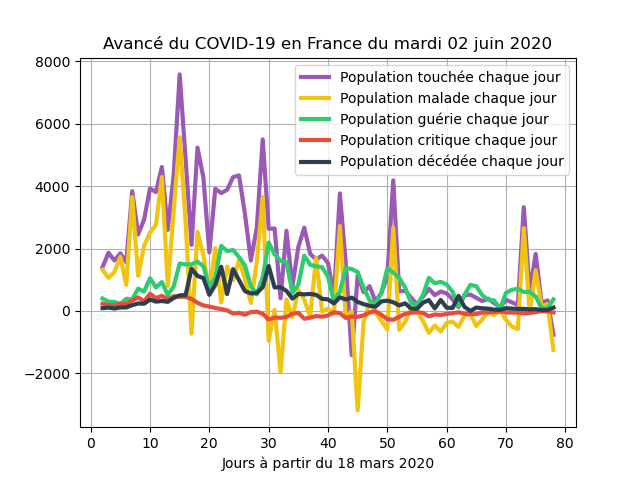 Avancé du COVID-19 en France du mardi 02 juin 2020
Population touchée chaque jour
Population malade chaque jour
Population guérie chaque jour
Population critique chaque jour
Population décédée chaque jour
8000
6000
4000
2000
0
−2000
0 10 20 30 40 50 60 70 80
Jours à partir du 18 mars 2020